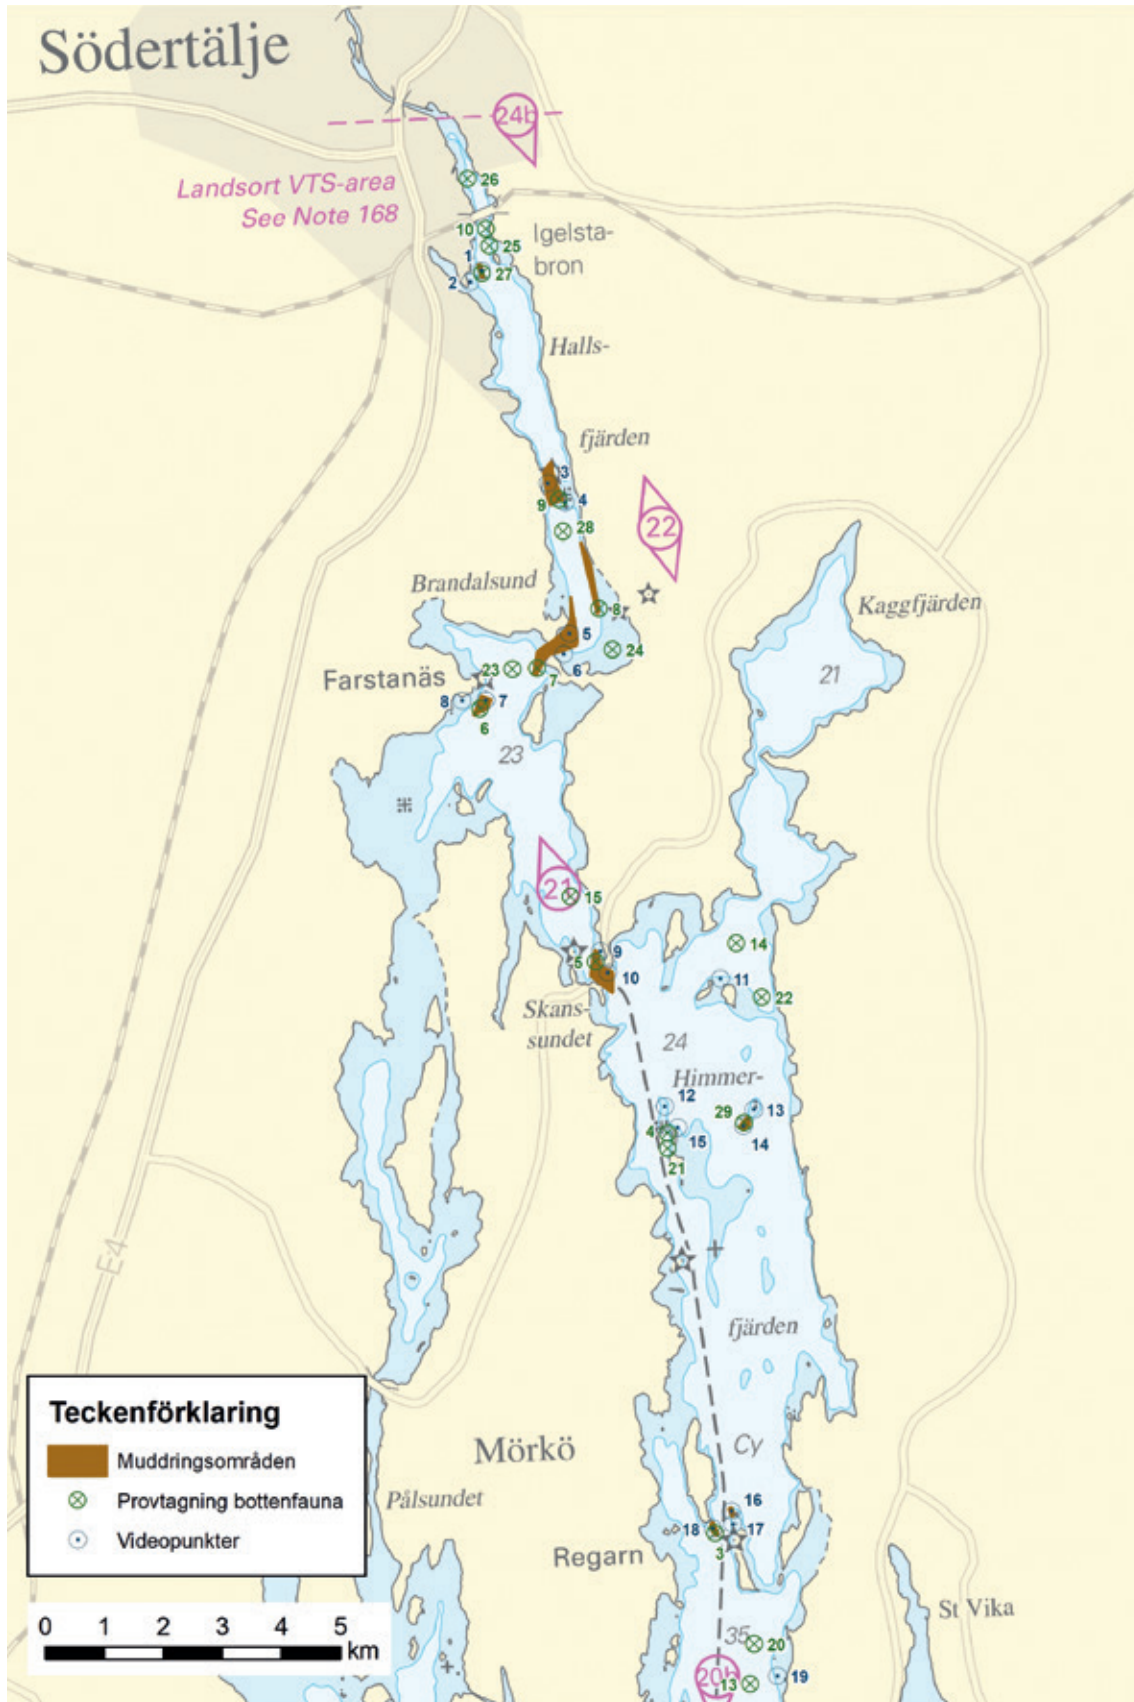 Södertälje
24b
Landsort VTS-area
See Note 168
26
10
25
Igelsta-
bron
1
27
2
Halls-
fjärden
3
9
4
28
22
Brandalsund
8
Kaggfjärden
5
24
6
23
7
21
Farstanäs
8
7
6
23
21
15
14
9
5
10
11
22
Skans-
sundet
24
Himmer-
12
29
13
4
15
14
21
E4
fjärden
Teckenförklaring
Muddringsområden
Provtagning bottenfauna
Videopunkter
Mörkö
Cy
Pålsundet
16
18
17
3
Regarn
St Vika
35
20
20b
13
19
0 1 2 3 4 5
km